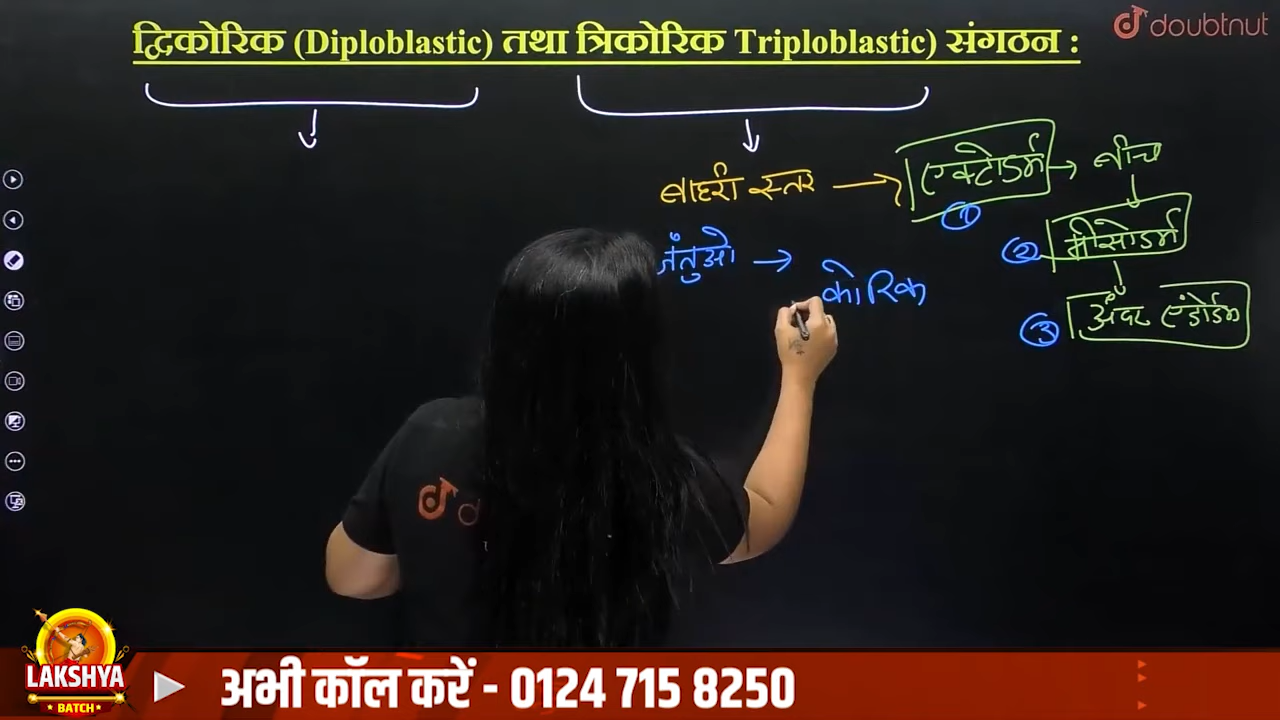 द्विकोरिक (Diploblastic) तथा त्रिकोरिक Triploblastic) संगठन :
doubtnut
बाहरी स्तर → एक्टोडर्म → नीचे
① 
② मीसोडर्म
जंतुओ → कोरिक
③ अंदर एंडोडर्म
LAKSHYA
BATCH
अभी कॉल करें - 0124 715 8250